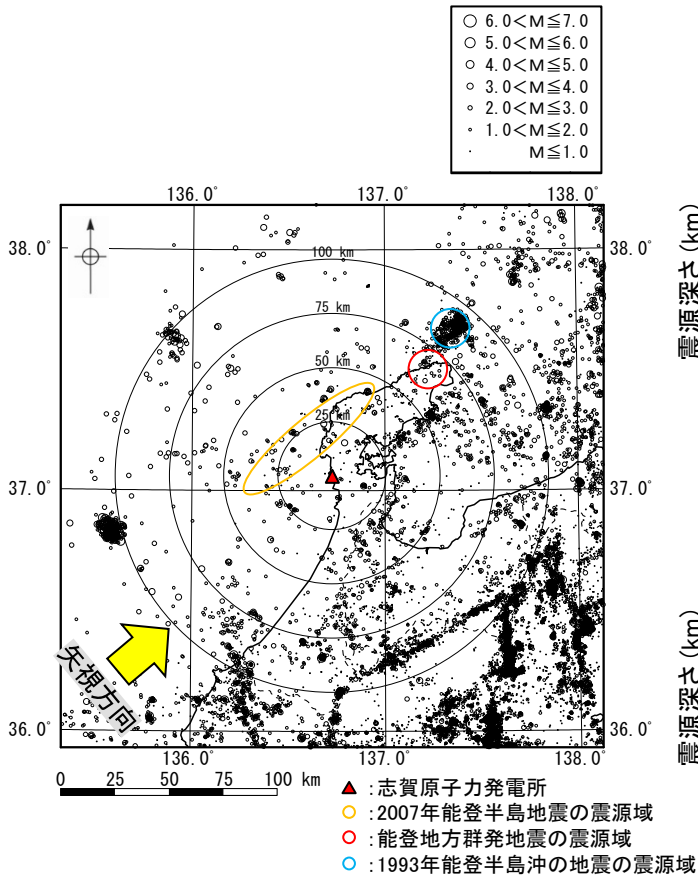 6.0<M≦7.0
5.0<M≦6.0
4.0<M≦5.0
3.0<M≦4.0
2.0<M≦3.0
1.0<M≦2.0
M≦1.0
136.0° 137.0° 138.0°
38.0°
100 km
75 km
50 km
25 km
37.0° 37.0°
36.0° 36.0°
136.0° 137.0° 138.0°
矢視方向
震源深さ(km)
震源深さ(km)
0 25 50 75 100 km
:志賀原子力発電所
:2007年能登半島地震の震源域
:能登地方群発地震の震源域
:1993年能登半島沖の地震の震源域
38.0°